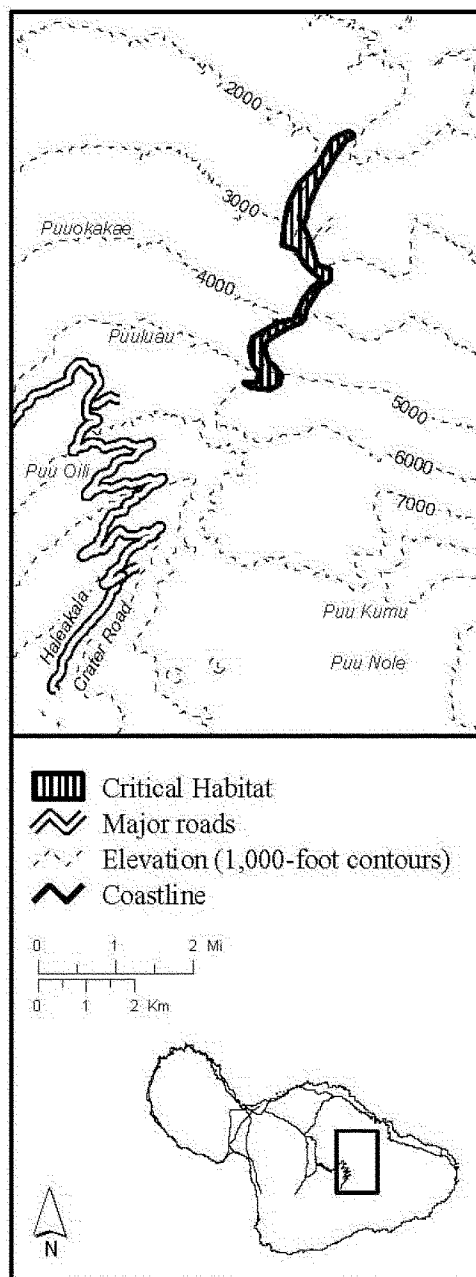 2000
3000
Puuokakae
4000
Puuluau
5000
6000
Puu Oili
7000
Puu Kumu
Haleakala
Crater Road
Puu Nole
Critical Habitat
Major roads
Elevation (1,000-foot contours)
Coastline
0 1 2 Mi
0 1 2 Km
N